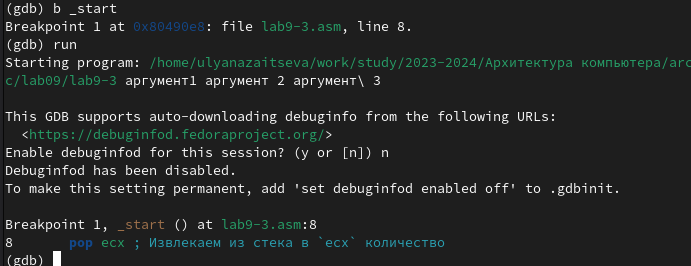 (gdb) b _start
Breakpoint 1 at 0x80490e8: file lab9-3.asm, line 8.
(gdb) run
Starting program: /home/ulyanazaitseva/work/study/2023-2024/Архитектура компьютера/arc
c/lab09/lab9-3 аргумент1 аргумент 2 аргумент\ 3

This GDB supports auto-downloading debuginfo from the following URLs:
  <https://debuginfod.fedoraproject.org/>
Enable debuginfod for this session? (y or [n]) n
Debuginfod has been disabled.
To make this setting permanent, add 'set debuginfod enabled off' to .gdbinit.

Breakpoint 1, _start () at lab9-3.asm:8
8       pop ecx ; Извлекаем из стека в `ecx` количество
(gdb)